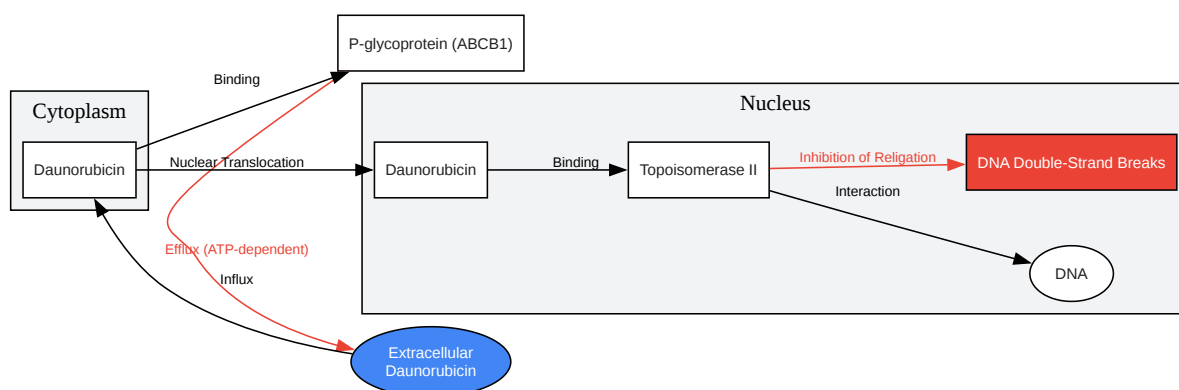 P-glycoprotein (ABCB1)
Binding
Cytoplasm
Nucleus
Daunorubicin
Nuclear Translocation
Daunorubicin
Binding
Topoisomerase II
Inhibition of Religation
DNA Double-Strand Breaks
Interaction
Efflux (ATP-dependent)
Influx
DNA
Extracellular
Daunorubicin